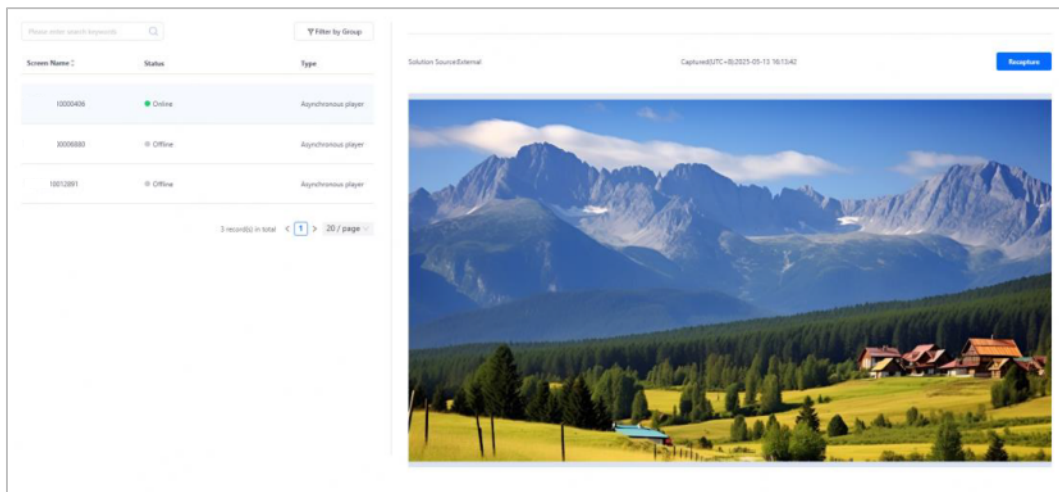 Please enter search keywords
Filter by Group
Screen Name Status Type
10000406 Online Asynchronous player
Offline Asynchronous player
10012891 Offline Asynchronous player
3 record(s) in total < 1 > 20 / page
Solution Source:External Captured(UTC+8):2025-05-13 16:13:42 Recapture